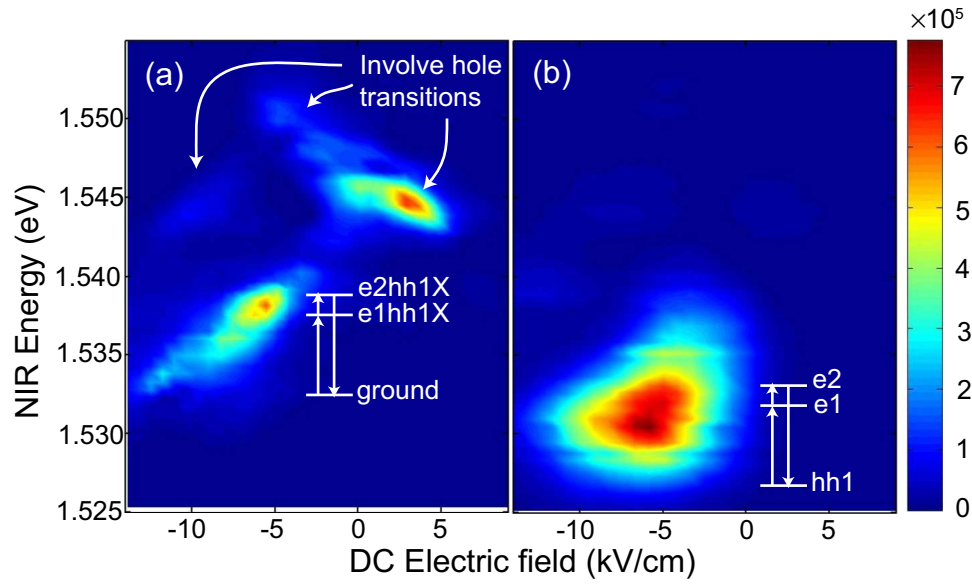 ×10⁵
(a)
Involve hole
transitions
(b)
NIR Energy (eV)
1.550
1.545
1.540
1.535
1.530
1.525
e2hh1X
e1hh1X
ground
e2
e1
hh1
7
6
5
4
3
2
1
0
-10 -5 0 5
-10 -5 0 5
DC Electric field (kV/cm)